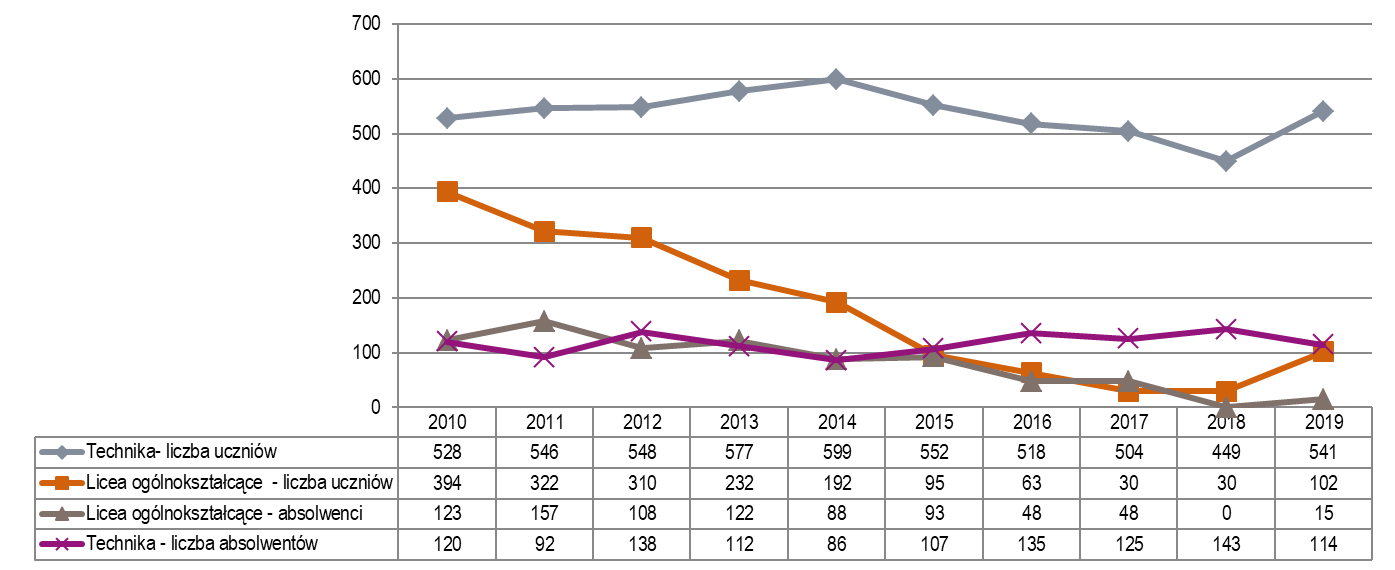 700
600
500
400
300
200
100
0
2010 2011 2012 2013 2014 2015 2016 2017 2018 2019
Technika- liczba uczniów 528 546 548 577 599 552 518 504 449 541
Licea ogólnokształcące - liczba uczniów 394 322 310 232 192 95 63 30 30 102
Licea ogólnokształcące - absolwenci 123 157 108 122 88 93 48 48 0 15
Technika - liczba absolwentów 120 92 138 112 86 107 135 125 143 114